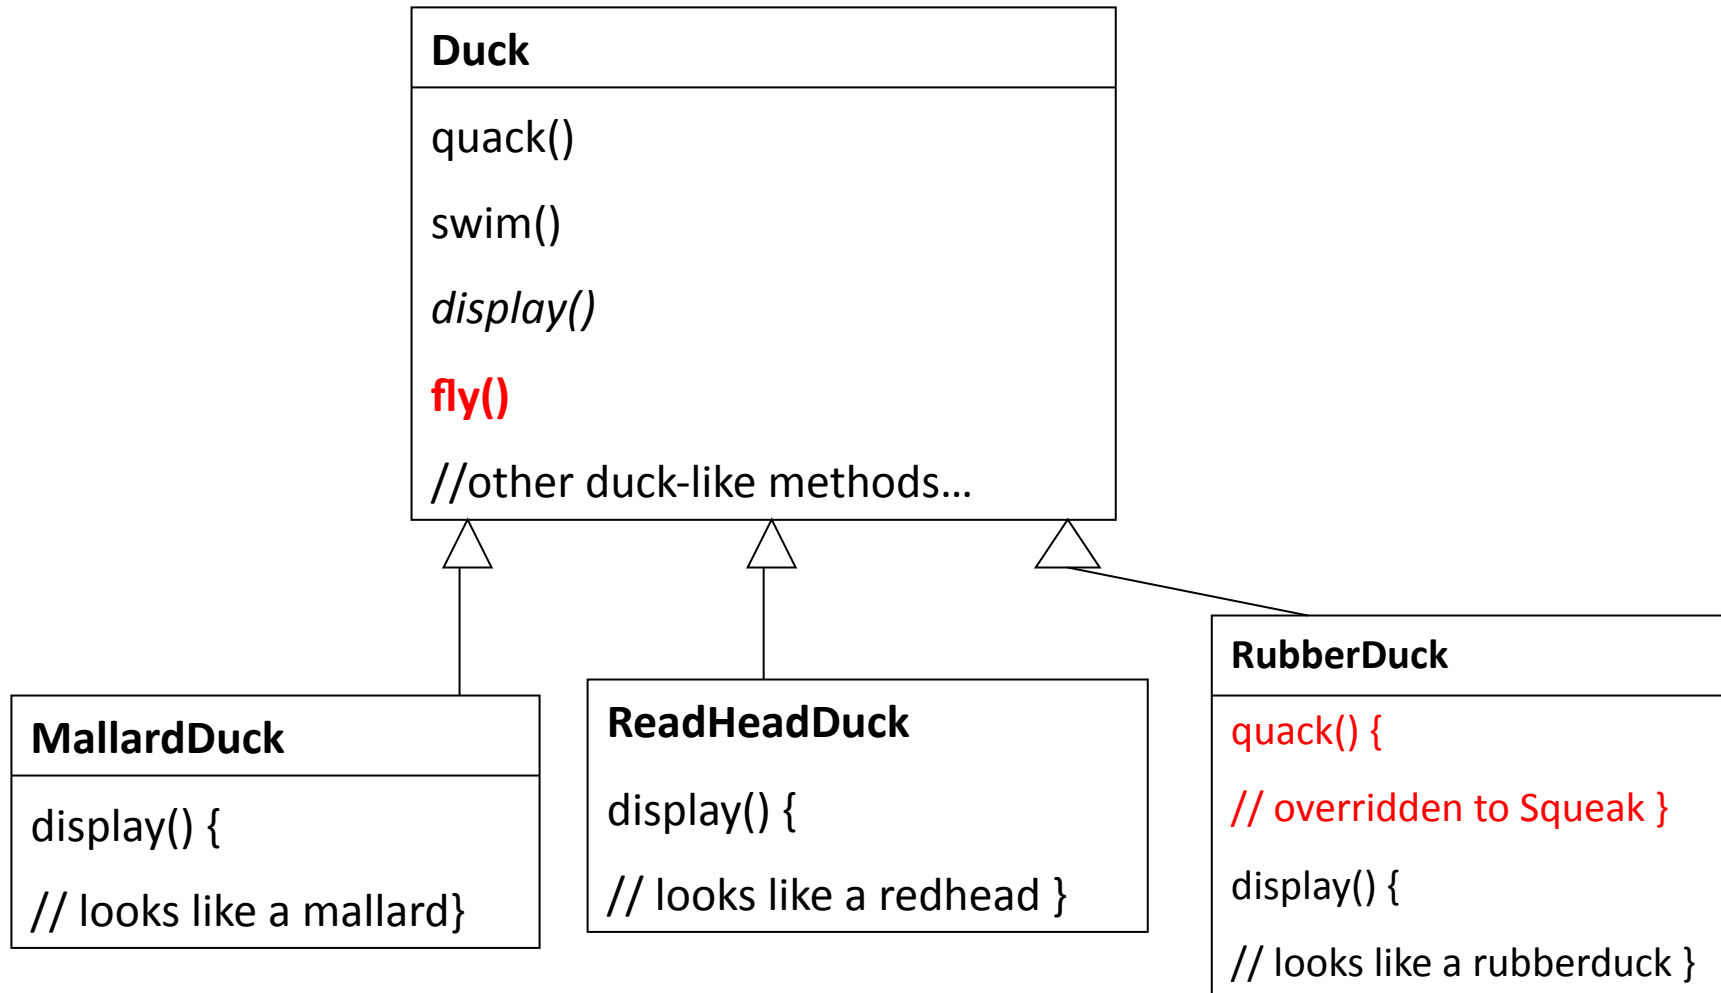 Duck
quack()
swim()
display()
fly()
//other duck-like methods…
MallardDuck
display() {
// looks like a mallard}
ReadHeadDuck
display() {
// looks like a redhead }
RubberDuck
quack() {
// overridden to Squeak }
display() {
// looks like a rubberduck }